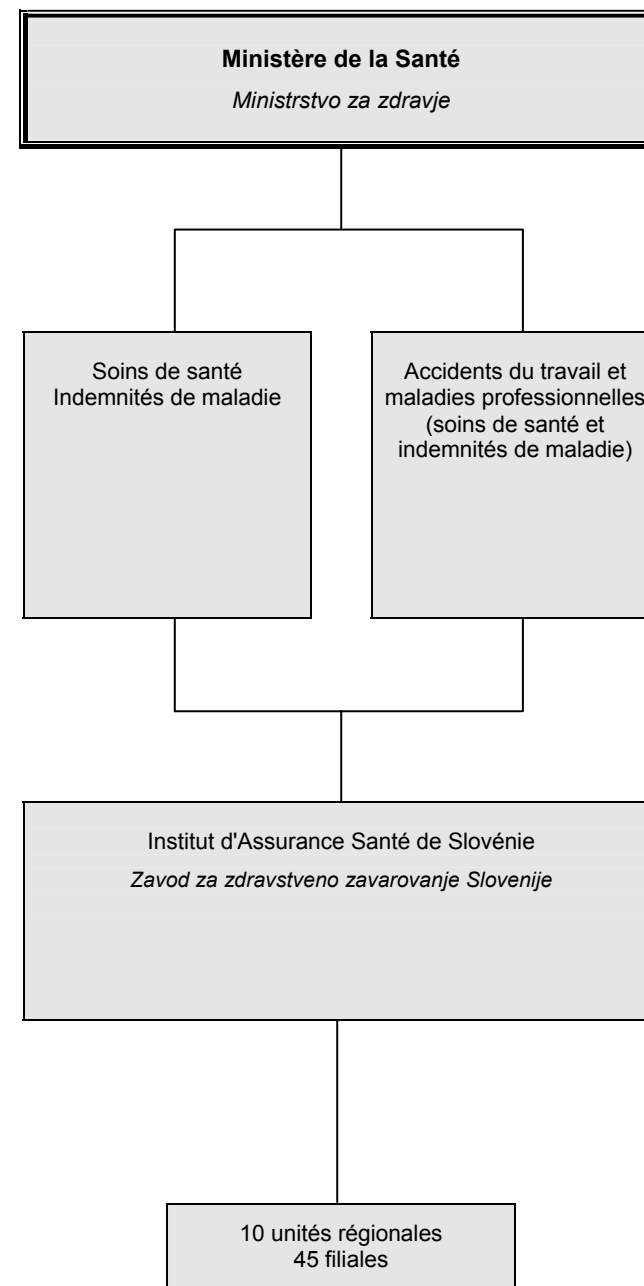 Ministère de la Santé
Ministrstvo za zdravje
Soins de santé
Indemnités de maladie
Accidents du travail et
maladies professionnelles
(soins de santé et
indemnités de maladie)
Institut d'Assurance Santé de Slovénie
Zavod za zdravstveno zavarovanje Slovenije
10 unités régionales
45 filiales